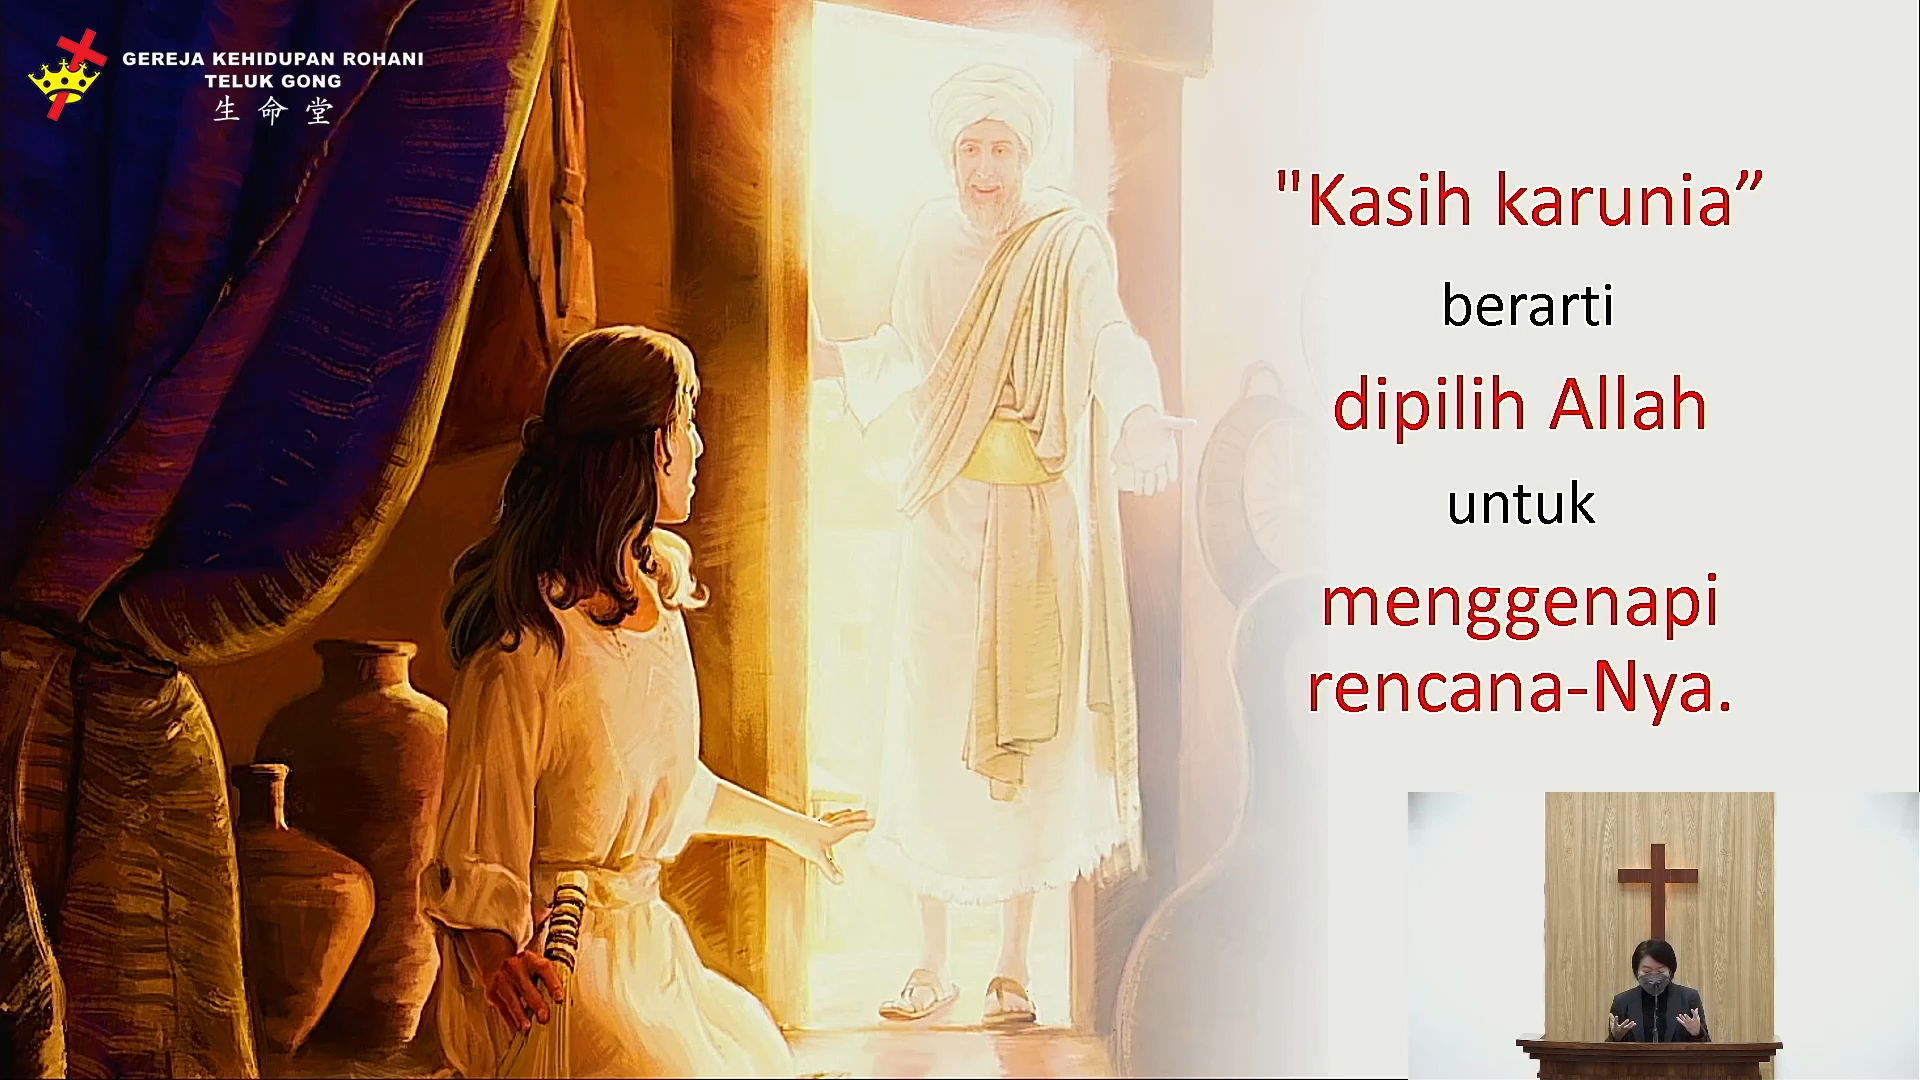 GEREJA KEHIDUPAN ROHANI
TELUK GONG
生命堂
"Kasih karunia”
berarti
dipilih Allah
untuk
menggenapi
rencana-Nya.